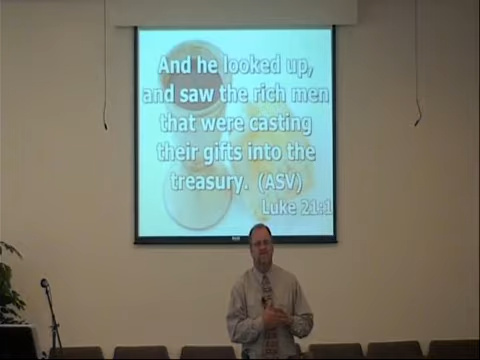 And he looked up,
and saw the rich men
that were casting
their gifts into the
treasury. (ASV)
Luke 21:1